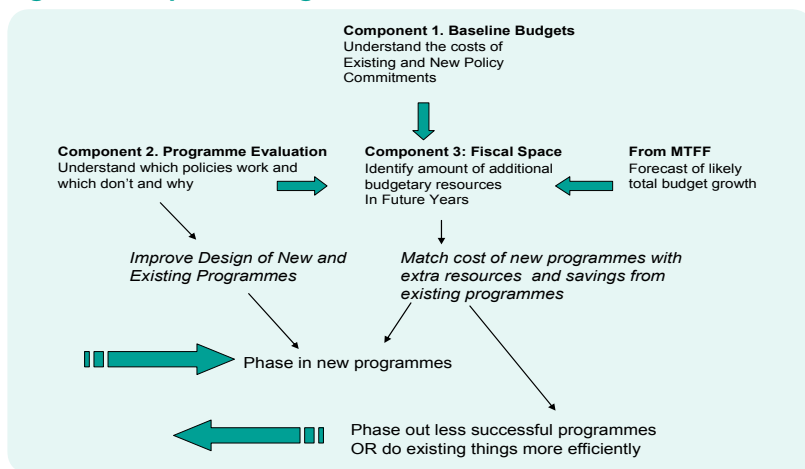 Component 1. Baseline Budgets
Understand the costs of
Existing and New Policy
Commitments
Component 2. Programme Evaluation
Understand which policies work and
which don't and why
Component 3: Fiscal Space
Identify amount of additional
budgetary resources
In Future Years
From MTFF
Forecast of likely
total budget growth
Improve Design of New and
Existing Programmes
Match cost of new programmes with
extra resources and savings from
existing programmes
Phase in new programmes
Phase out less successful programmes
OR do existing things more efficiently